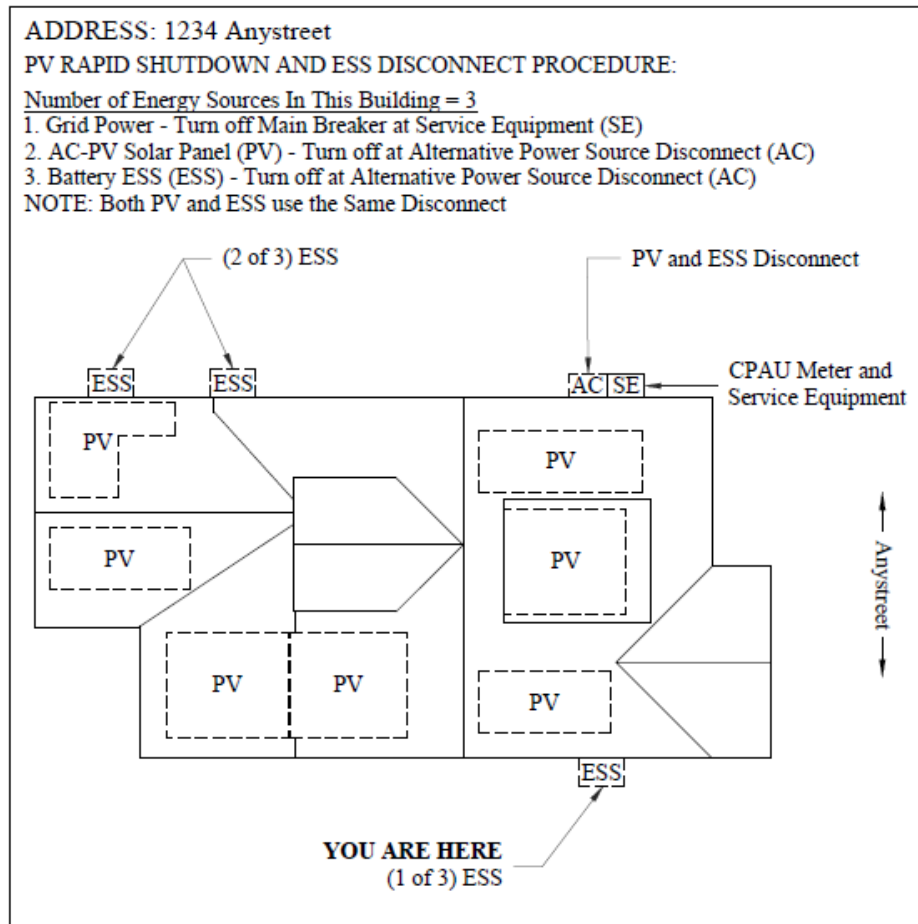 ADDRESS: 1234 Anystreet
PV RAPID SHUTDOWN AND ESS DISCONNECT PROCEDURE:
Number of Energy Sources In This Building = 3
1. Grid Power - Turn off Main Breaker at Service Equipment (SE)
2. AC-PV Solar Panel (PV) - Turn off at Alternative Power Source Disconnect (AC)
3. Battery ESS (ESS) - Turn off at Alternative Power Source Disconnect (AC)
NOTE: Both PV and ESS use the Same Disconnect
(2 of 3) ESS
PV and ESS Disconnect
ESS
ESS
AC
SE
CPAU Meter and
Service Equipment
PV
PV
PV
PV
Anystreet
PV
PV
PV
ESS
YOU ARE HERE
(1 of 3) ESS